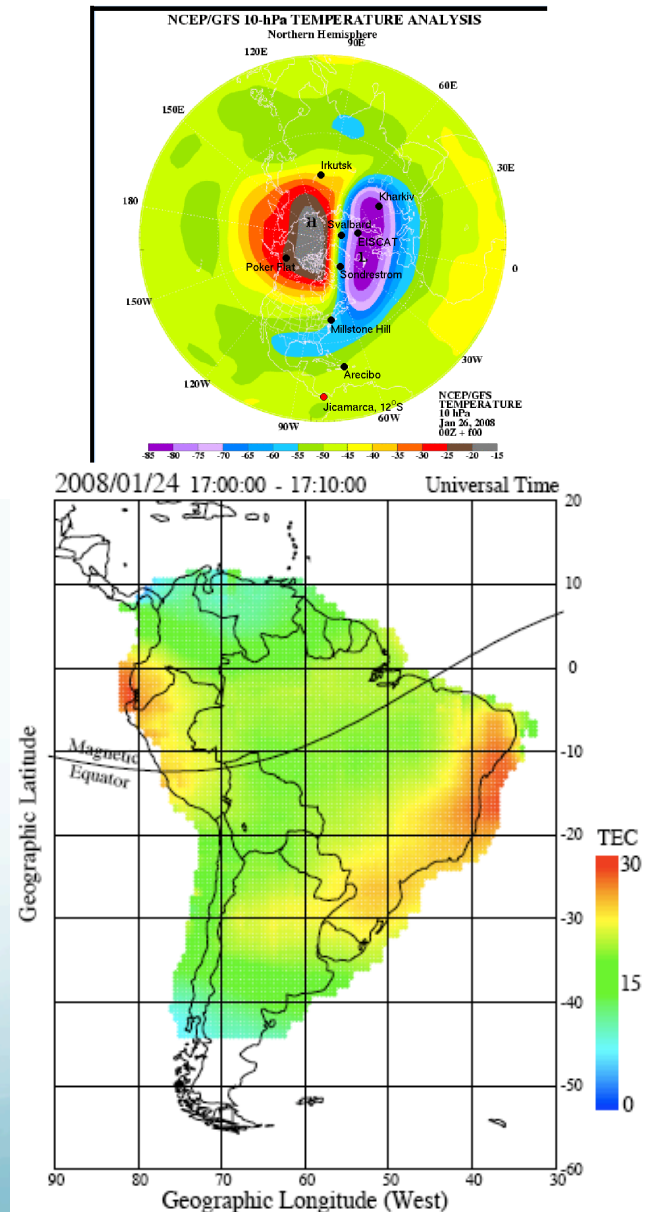 NCEP/GFS 10-hPa TEMPERATURE ANALYSIS
Northern Hemisphere
90E
120E
60E
150E
30E
Irkutsk
180
Kharkiv
H
Svalbard
EISCAT
L
Poker Flat
Sondrestrom
0
150W
Millstone Hill
30W
120W
Arecibo
NCEP/GFS
TEMPERATURE
10 hPa
Jan 26, 2008
00Z + f00
Jicamarca, 12°S
60W
90W
-85 -80 -75 -70 -65 -60 -55 -50 -45 -40 -35 -30 -25 -20 -15
2008/01/24 17:00:00 - 17:10:00 Universal Time
20
10
0
-10
-20
-30
-40
-50
-60
Magnetic
Equator
Geographic Latitude
TEC
30
15
0
90 80 70 60 50 40 30
Geographic Longitude (West)